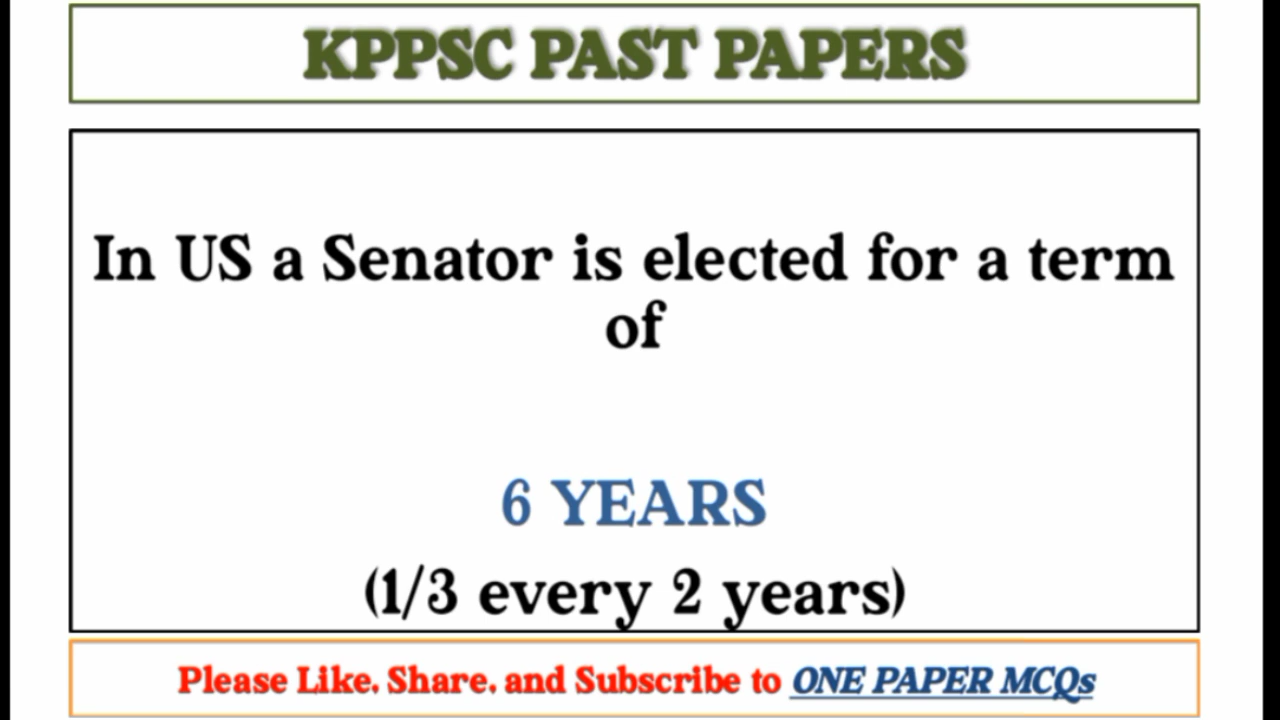 KPPSC PAST PAPERS
In US a Senator is elected for a term
of
6 YEARS
(1/3 every 2 years)
Please Like, Share, and Subscribe to ONE PAPER MCQs